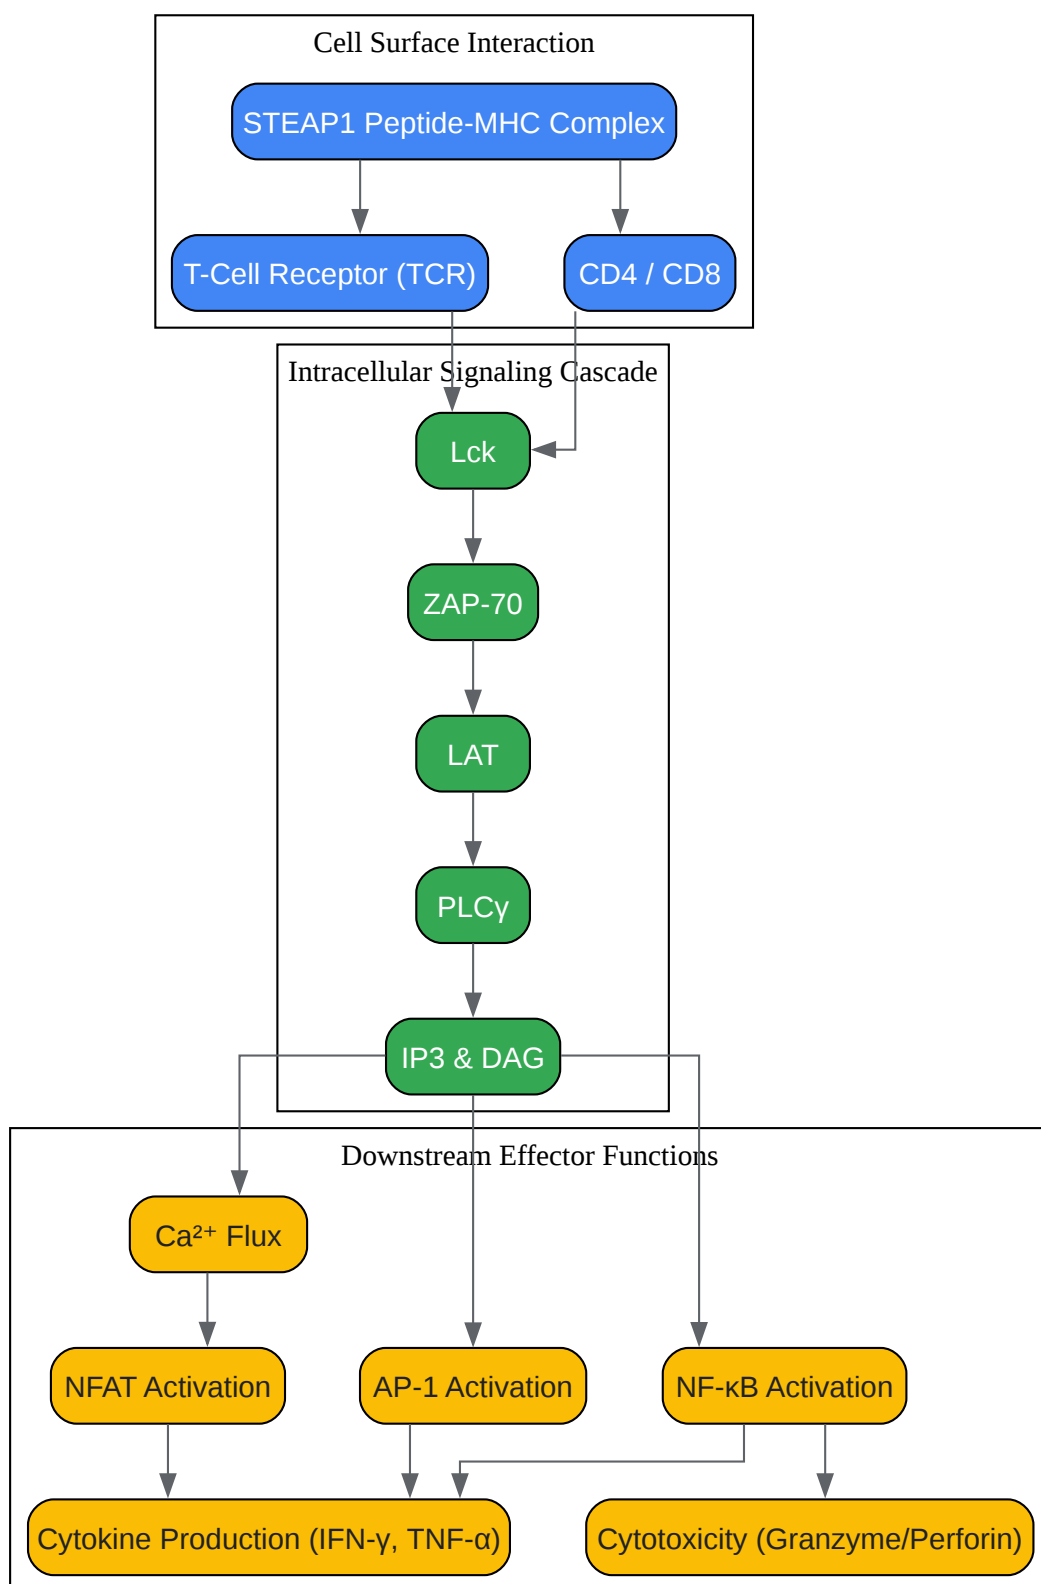 Cell Surface Interaction
STEAP1 Peptide-MHC Complex
T-Cell Receptor (TCR)
CD4 / CD8
Intracellular Signaling Cascade
Lck
ZAP-70
LAT
PLCγ
IP3 & DAG
Downstream Effector Functions
Ca²⁺ Flux
NFAT Activation
AP-1 Activation
NF-κB Activation
Cytokine Production (IFN-γ, TNF-α)
Cytotoxicity (Granzyme/Perforin)